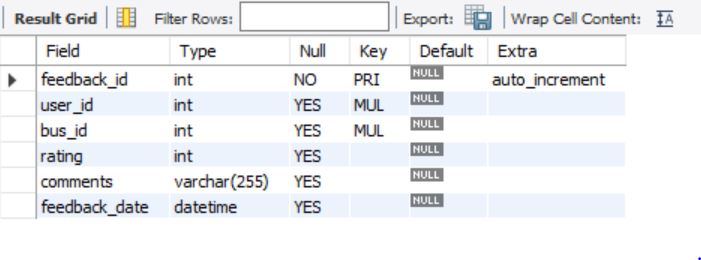 Result Grid Filter Rows: Export: Wrap Cell Content: IA
Field Type Null Key Default Extra
feedback_id int NO PRI NULL auto_increment
user_id int YES MUL NULL
bus_id int YES MUL NULL
rating int YES NULL
comments varchar(255) YES NULL
feedback_date datetime YES NULL